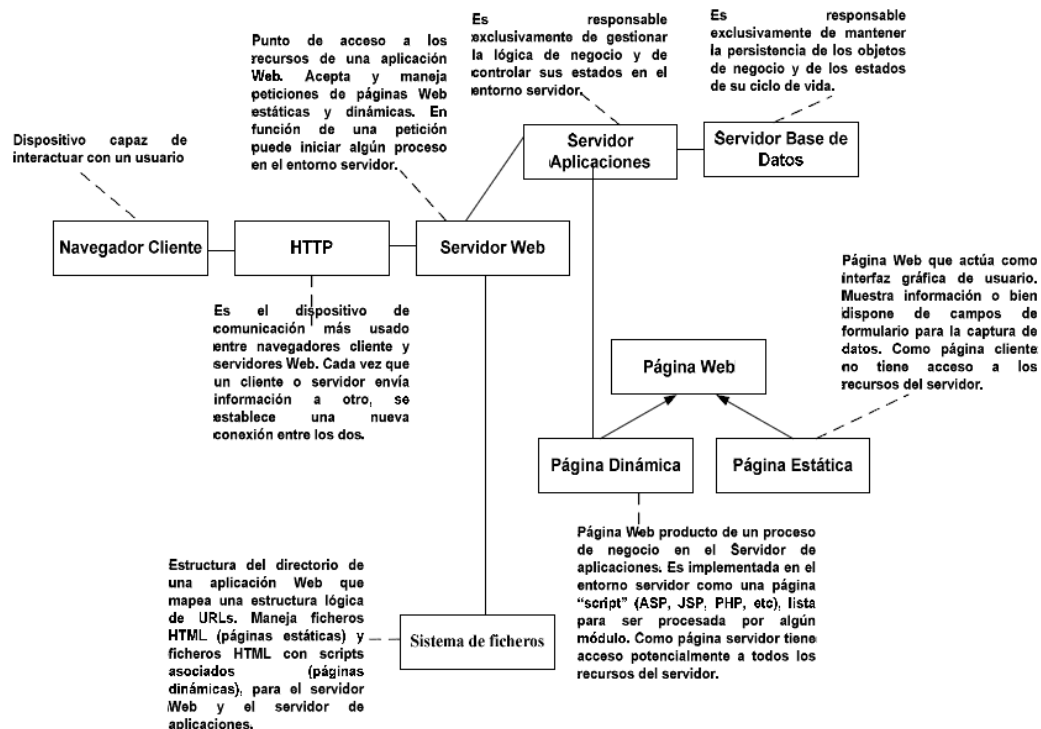 Es responsable
exclusivamente de gestionar
la lógica de negocio y de
controlar sus estados en el
entorno servidor.
Es responsable
exclusivamente de mantener
la persistencia de los objetos
de negocio y de los estados
de su ciclo de vida.
Punto de acceso a los
recursos de una aplicación
Web. Acepta y maneja
peticiones de páginas Web
estáticas y dinámicas. En
función de una petición
puede iniciar algún proceso
en el entorno servidor.
Dispositivo capaz de
interactuar con un usuario
Servidor
Aplicaciones
Servidor Base de
Datos
Navegador Cliente
HTTP
Servidor Web
Es el dispositivo de
comunicación más usado
entre navegadores cliente y
servidores Web. Cada vez que
un cliente o servidor envía
información a otro, se
establece una nueva
conexión entre los dos.
Página Web que actúa como
interfaz gráfica de usuario.
Muestra información o bien
dispone de campos de
formulario para la captura de
datos. Como página cliente
no tiene acceso a los
recursos del servidor.
Página Web
Página Dinámica
Página Estática
Página Web producto de un proceso
de negocio en el Servidor de
aplicaciones. Es implementada en el
entorno servidor como una página
“script” (ASP, JSP, PHP, etc), lista
para ser procesada por algún
módulo. Como página servidor tiene
acceso potencialmente a todos los
recursos del servidor.
Estructura del directorio de
una aplicación Web que
mapea una estructura lógica
de URLs. Maneja ficheros
HTML (páginas estáticas) y
ficheros HTML con scripts
asociados (páginas
dinámicas), para el servidor
Web y el servidor de
aplicaciones.
Sistema de ficheros